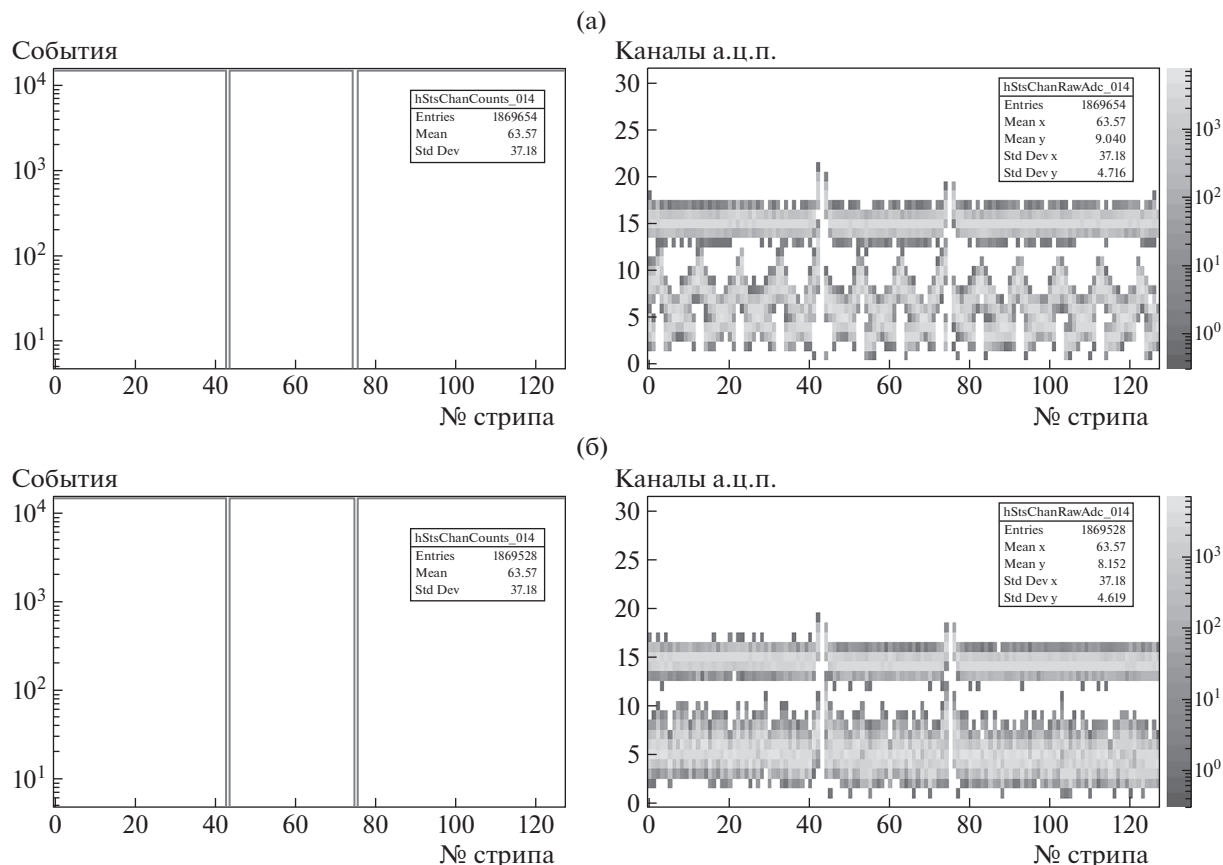 (а)
События
10⁴
10³
10²
10¹
0 20 40 60 80 100 120
№ стрипа
hStsChanCounts_014
Entries 1869654
Mean 63.57
Std Dev 37.18
Каналы а.ц.п.
30
25
20
15
10
5
0
0 20 40 60 80 100 120
№ стрипа
hStsChanRawAdc_014
Entries 1869654
Mean x 63.57
Mean y 9.040
Std Dev x 37.18
Std Dev y 4.716
10³
10²
10¹
10⁰
(б)
События
10⁴
10³
10²
10¹
0 20 40 60 80 100 120
№ стрипа
hStsChanCounts_014
Entries 1869528
Mean 63.57
Std Dev 37.18
Каналы а.ц.п.
30
25
20
15
10
5
0
0 20 40 60 80 100 120
№ стрипа
hStsChanRawAdc_014
Entries 1869528
Mean x 63.57
Mean y 8.152
Std Dev x 37.18
Std Dev y 4.619
10³
10²
10¹
10⁰